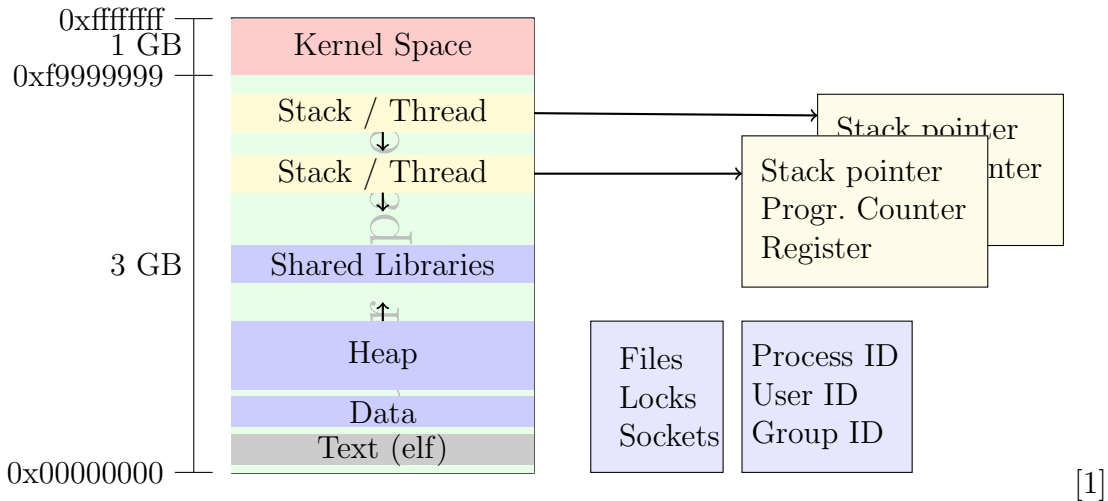 0xffffffff
1 GB
Kernel Space
0xf9999999
Stack / Thread
Stack pointer
Stack / Thread
Stack pointer
Progr. Counter
Register
3 GB
Shared Libraries
Heap
Files
Locks
Sockets
Process ID
User ID
Group ID
Data
Text (elf)
0x00000000
[1]